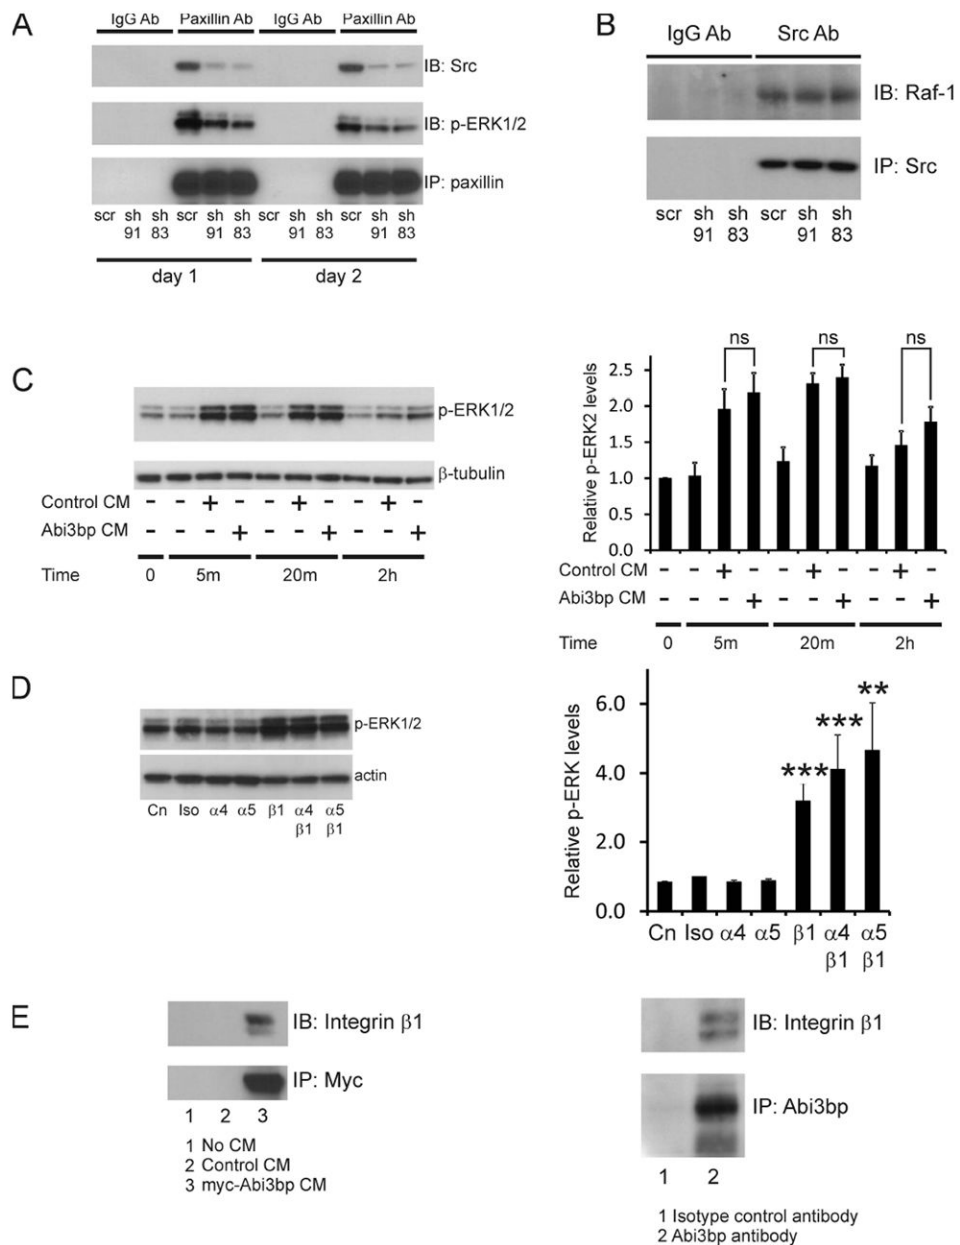 A
IgG Ab Paxillin Ab IgG Ab Paxillin Ab
IB: Src
IB: p-ERK1/2
IP: paxillin
scr sh sh scr sh sh scr sh sh scr sh sh
91 83 91 83 91 83 91 83
day 1 day 2
B
IgG Ab Src Ab
IB: Raf-1
IP: Src
scr sh sh scr sh sh
91 83 91 83
C
p-ERK1/2
β-tubulin
Control CM - - + - - + - - + -
Abi3bp CM - - - + - - + - - +
Time 0 5m 20m 2h
Relative p-ERK2 levels
2.5
2.0
1.5
1.0
0.5
0.0
ns ns ns
Control CM - - + - - + - - + -
Abi3bp CM - - - + - - + - - +
Time 0 5m 20m 2h
D
p-ERK1/2
actin
Cn Iso α4 α5 β1 α4 α5
β1 β1
Relative p-ERK levels
6.0
4.0
2.0
0.0
*** *** **
Cn Iso α4 α5 β1 α4 α5
β1 β1
E
IB: Integrin β1
IP: Myc
1 2 3
1 No CM
2 Control CM
3 myc-Abi3bp CM
IB: Integrin β1
IP: Abi3bp
1 2
1 Isotype control antibody
2 Abi3bp antibody